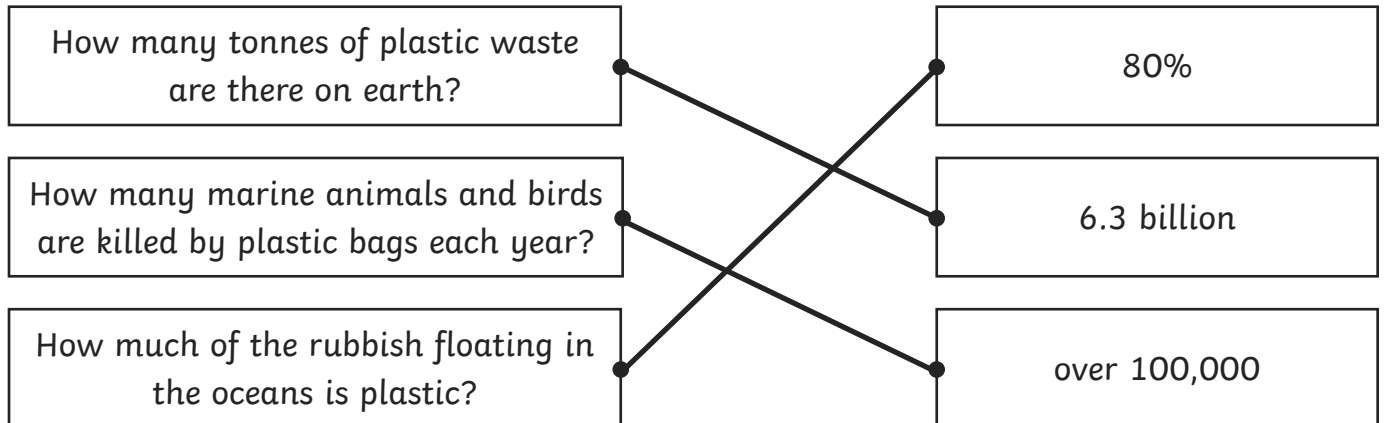 How many tonnes of plastic waste
are there on earth?
80%
How many marine animals and birds
are killed by plastic bags each year?
6.3 billion
How much of the rubbish floating in
the oceans is plastic?
over 100,000